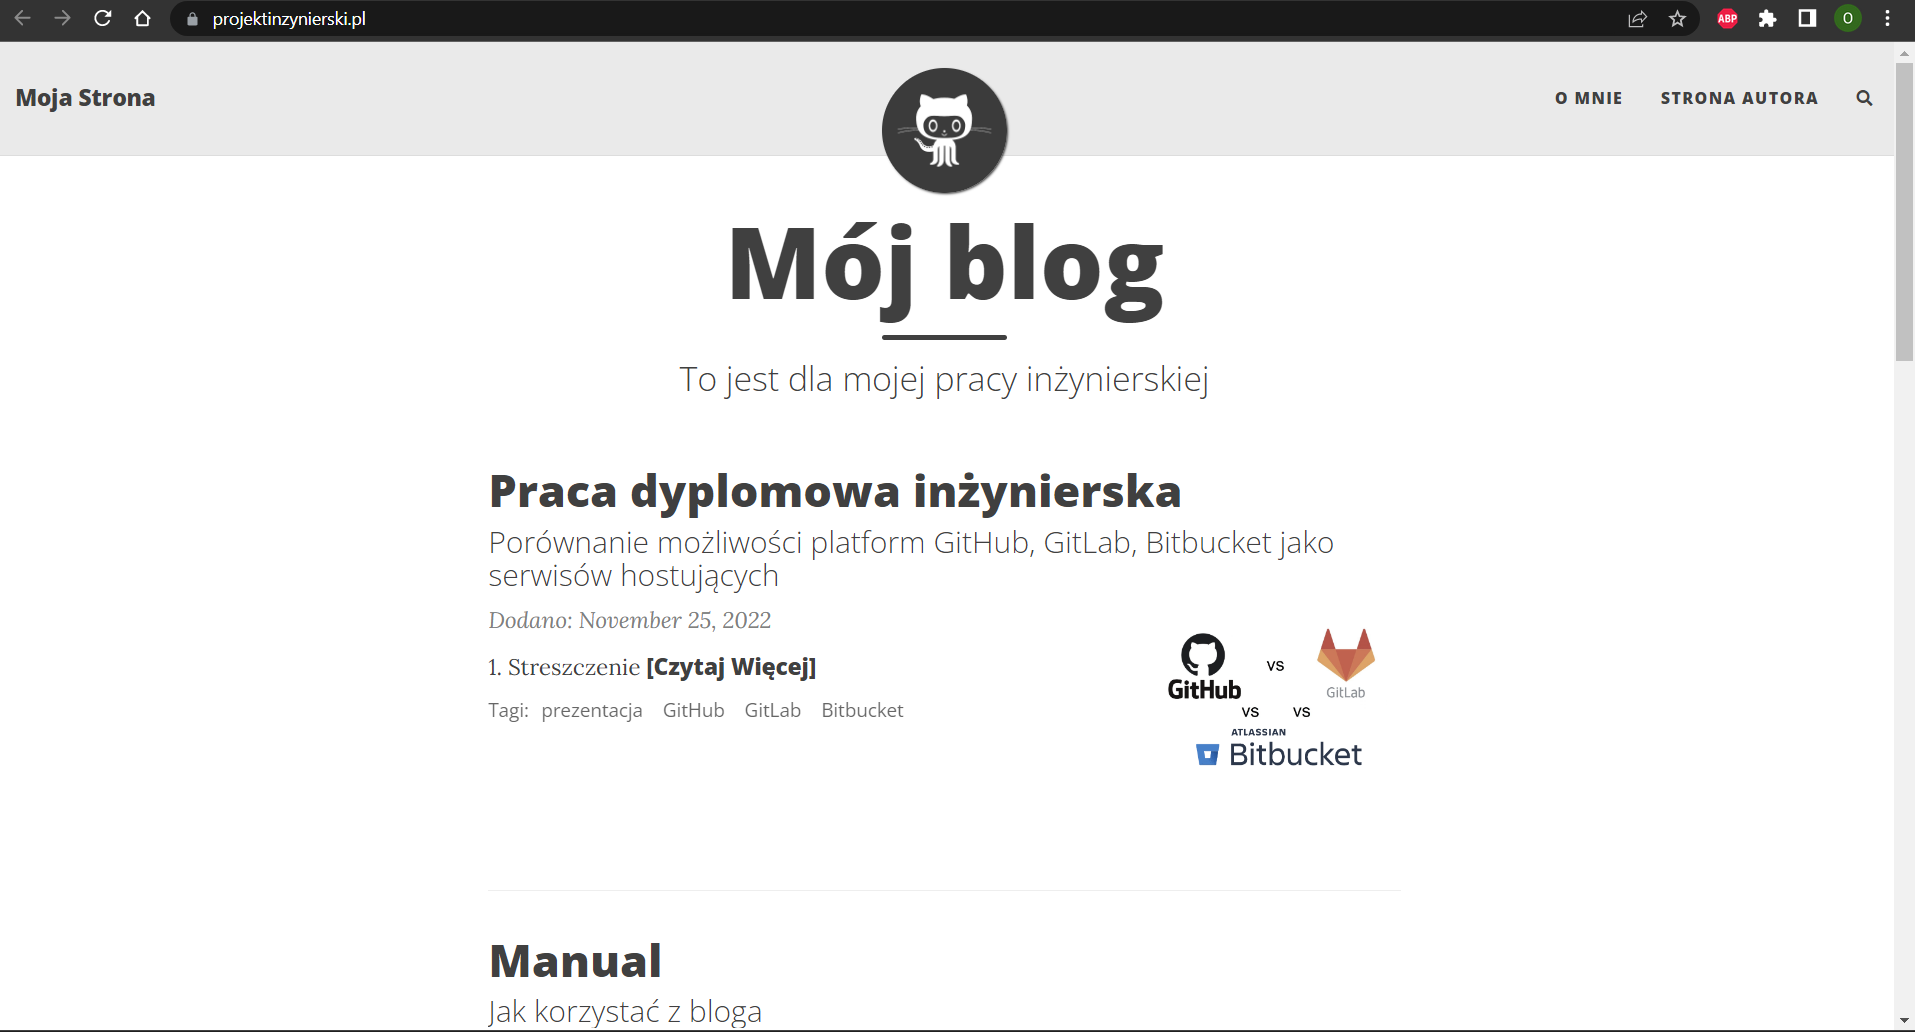 projektinzynierski.pl
ABP
O
Moja Strona
O MNIE
STRONA AUTORA
Mój blog
To jest dla mojej pracy inżynierskiej
Praca dyplomowa inżynierska
Porównanie możliwości platform GitHub, GitLab, Bitbucket jako
serwisów hostujących
Dodano: November 25, 2022
1. Streszczenie [Czytaj Więcej]
Tagi: prezentacja GitHub GitLab Bitbucket
GitHub
vs
GitLab
vs vs
ATLASSIAN
Bitbucket
Manual
Jak korzystać z bloga